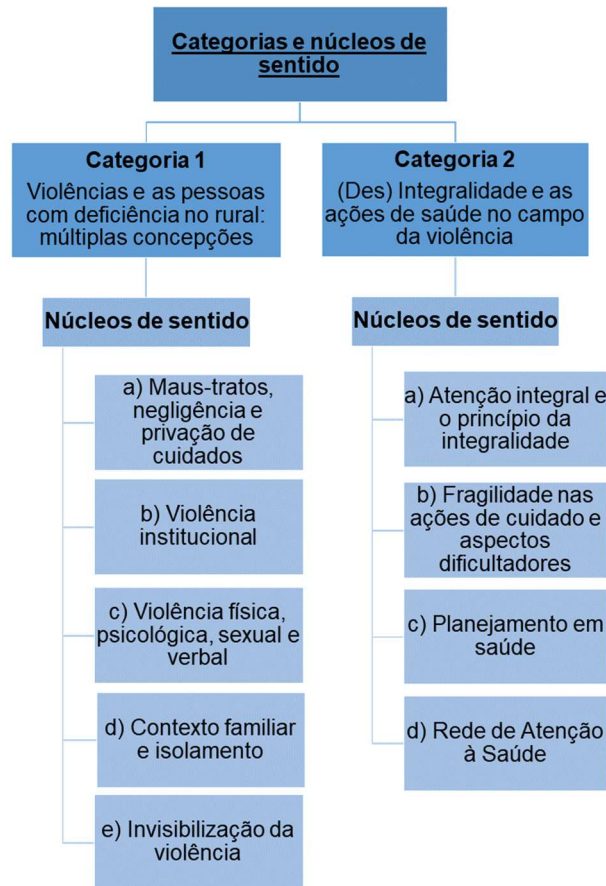 Categorias e núcleos de
sentido
Categoria 1
Violências e as pessoas
com deficiência no rural:
múltiplas concepções
Núcleos de sentido
a) Maus-tratos,
negligência e
privação de
cuidados
b) Violência
institucional
c) Violência física,
psicológica, sexual e
verbal
d) Contexto familiar
e isolamento
e) Invisibilização da
violência
Categoria 2
(Des) Integralidade e as
ações de saúde no campo
da violência
Núcleos de sentido
a) Atenção integral e
o princípio da
integralidade
b) Fragilidade nas
ações de cuidado e
aspectos
dificultadores
c) Planejamento em
saúde
d) Rede de Atenção
à Saúde